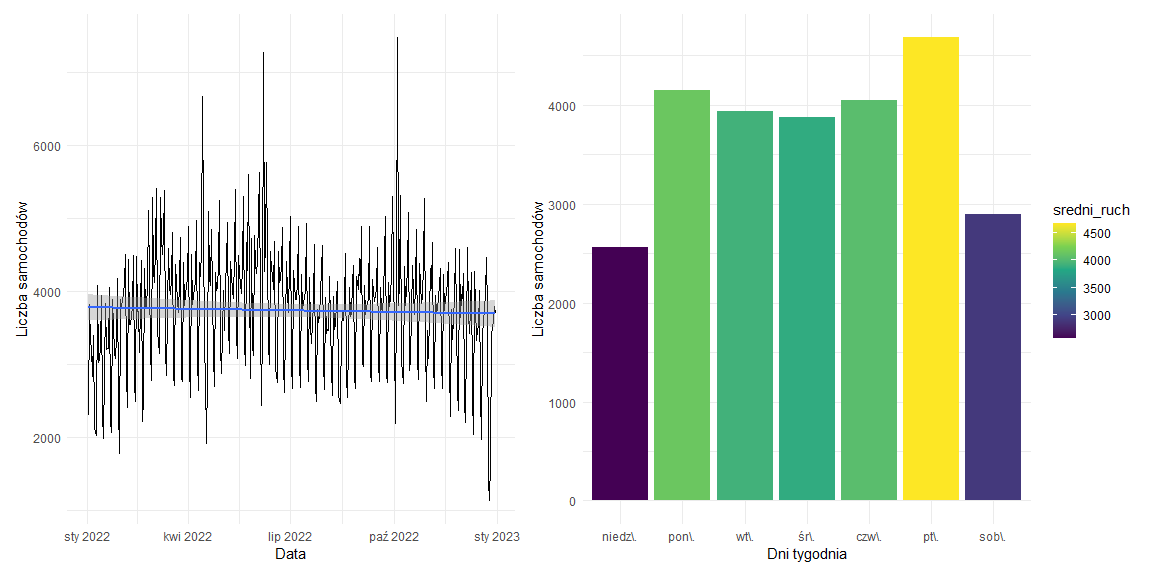 Liczba samochodów
6000
4000
2000
sty 2022
kwi 2022
lip 2022
paź 2022
sty 2023
Data
Liczba samochodów
4000
3000
2000
1000
0
niedz\.
pon\.
wt\.
śr\.
czw\.
pt\.
sob\.
Dni tygodnia
sredni_ruch
4500
4000
3500
3000